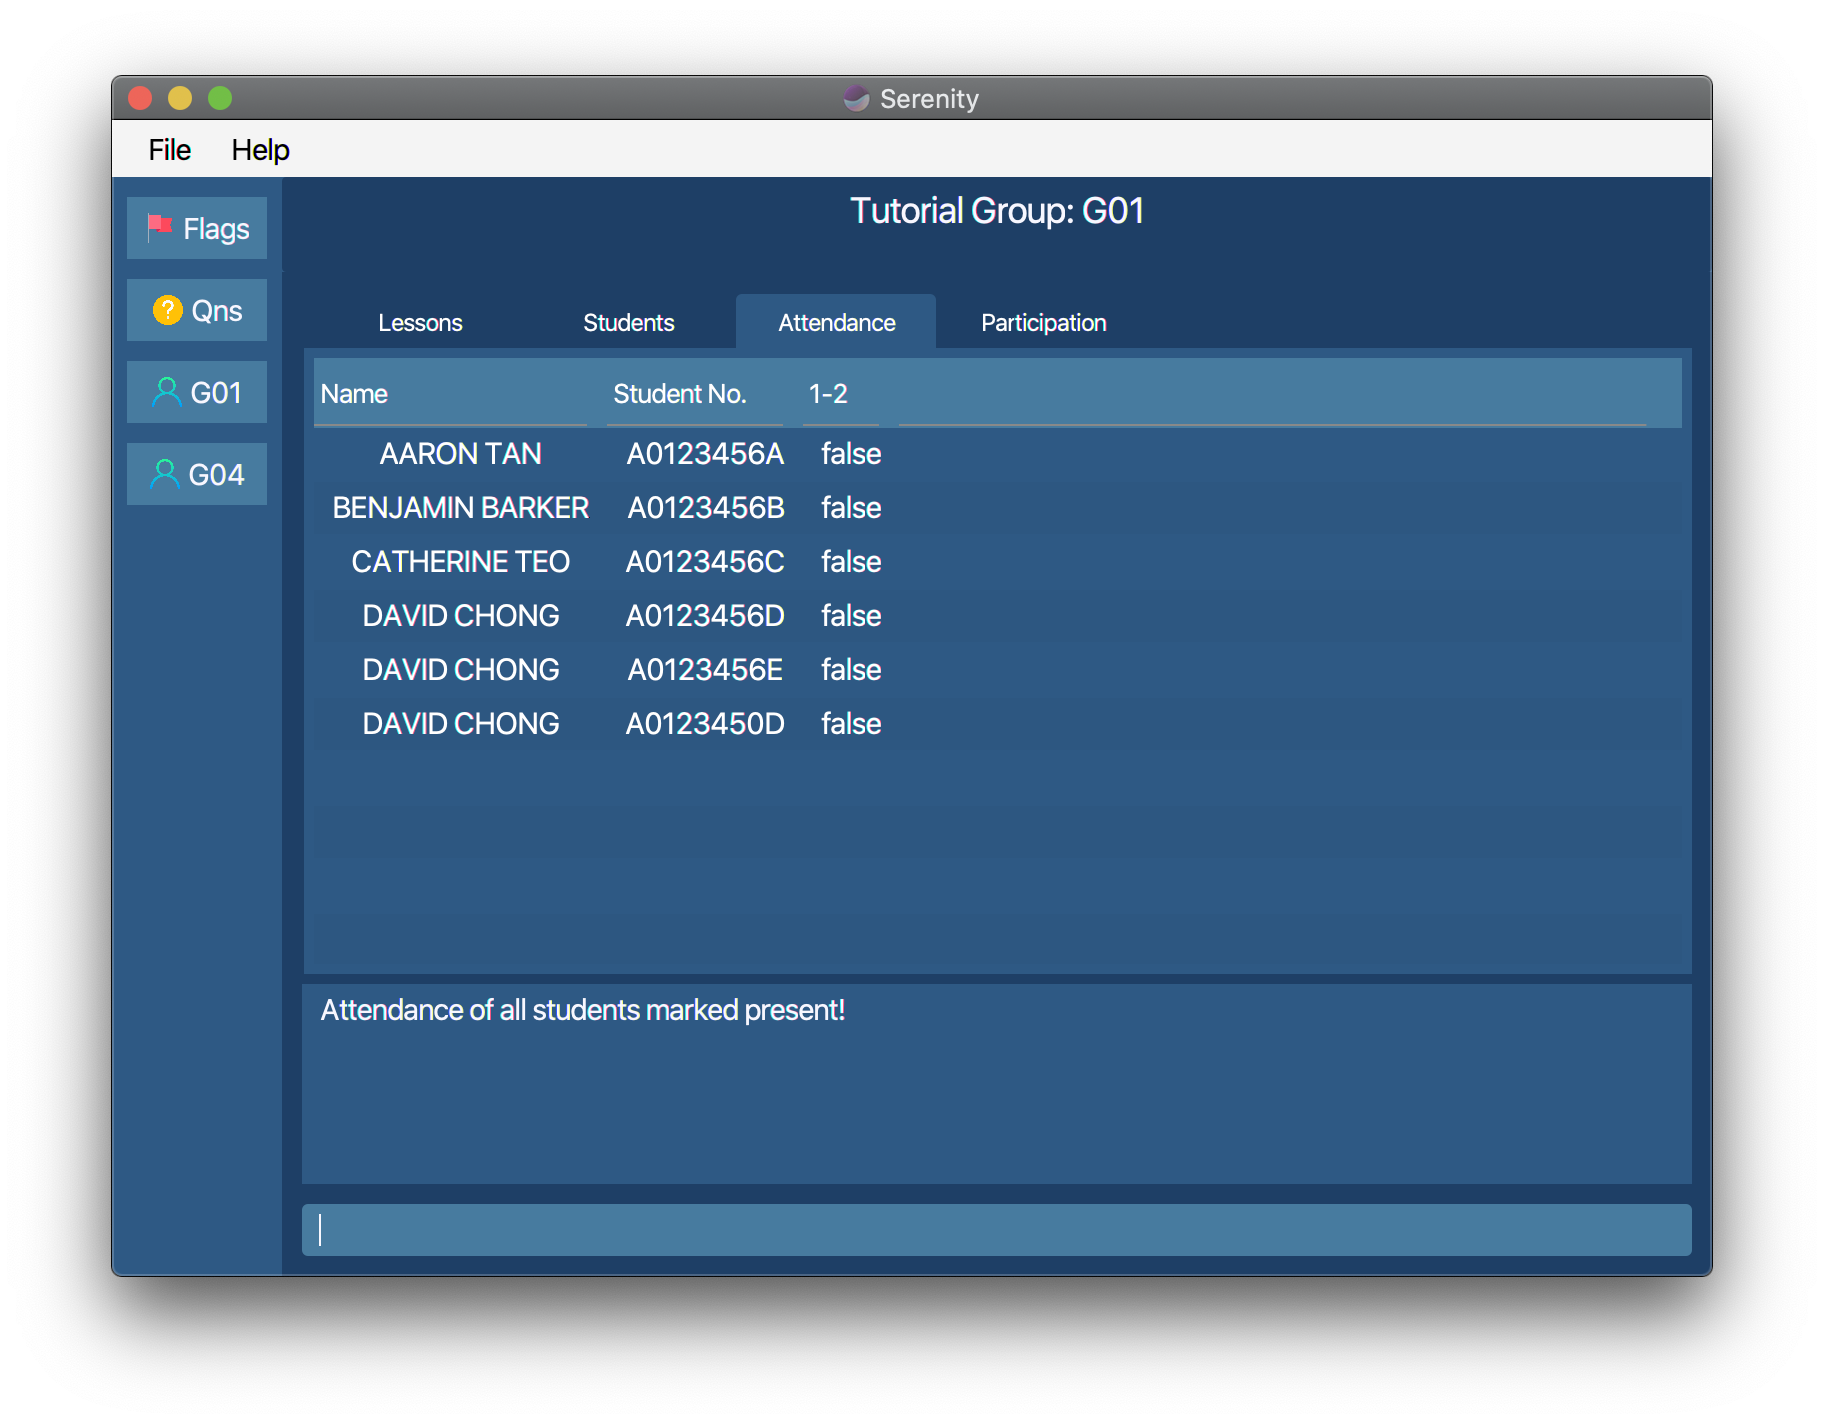 Serenity
File Help
Flags
Qns
G01
G04
Tutorial Group: G01
Lessons Students Attendance Participation
Name Student No. 1-2
AARON TAN A0123456A false
BENJAMIN BARKER A0123456B false
CATHERINE TEO A0123456C false
DAVID CHONG A0123456D false
DAVID CHONG A0123456E false
DAVID CHONG A0123450D false
Attendance of all students marked present!